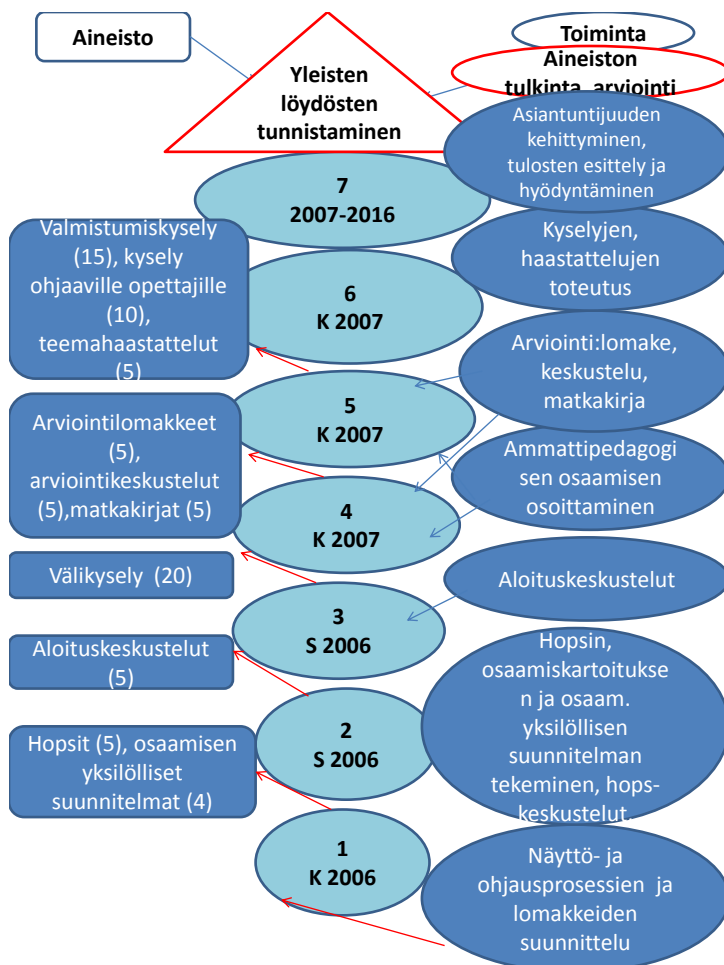 Aineisto
Toiminta
Aineiston
tulkinta, arviointi
Yleisten
löydösten
tunnistaminen
Asiantuntijuuden
kehittyminen,
tulosten esittely ja
hyödyntäminen
7
2007-2016
Valmistumiskysely
(15), kysely
ohjaaville opettajille
(10),
teemahaastattelut
(5)
Kyselyjen,
haastattelujen
toteutus
6
K 2007
Arviointi:lomake,
keskustelu,
matkakirja
5
K 2007
Arviointilomakkeet
(5),
arviointikeskustelut
(5),matkakirjat (5)
Ammattipedagogi
sen osaamisen
osoittaminen
4
K 2007
Välikysely (20)
Aloituskeskustelut
3
S 2006
Aloituskeskustelut
(5)
Hopsin,
osaamiskartoitukse
n ja osaam.
yksilöllisen
suunnitelman
tekeminen, hops-
keskustelut.
2
S 2006
Hopsit (5), osaamisen
yksilölliset
suunnitelmat (4)
1
K 2006
Näyttö- ja
ohjausprosessien ja
lomakkeiden
suunnittelu